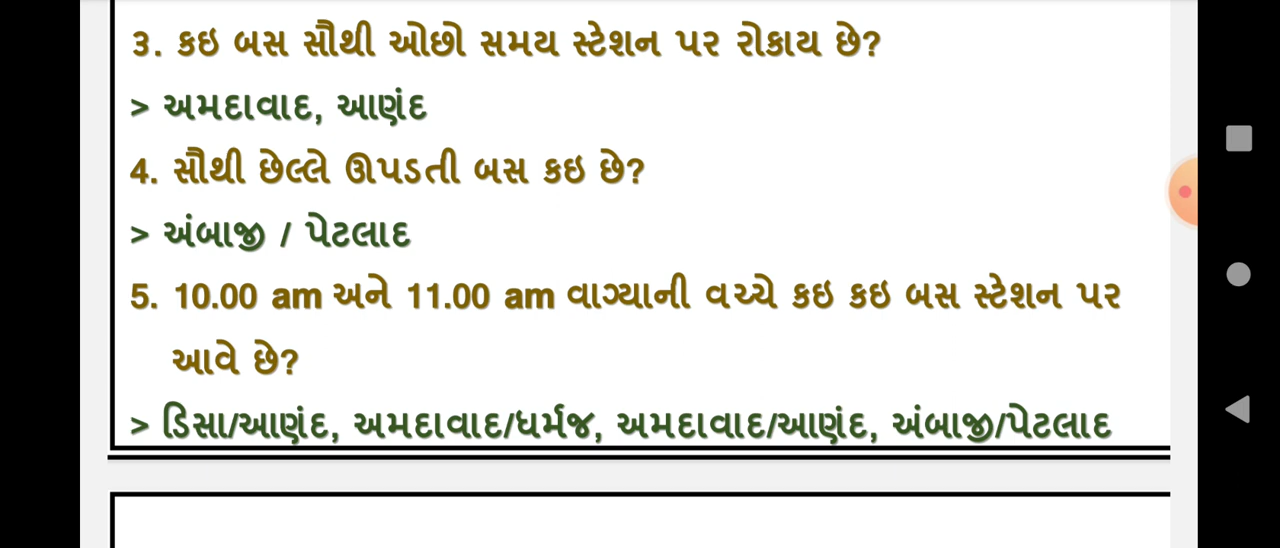 ૩. કઇ બસ સૌથી ઓછો સમય સ્ટેશન પર રોકાય છે?
> અમદાવાદ, આણંદ
4. સૌથી છેલ્લે ઊપડતી બસ કઇ છે?
> અંબાજી / પેટલાદ
5. 10.00 am અને 11.00 am વાગ્યાની વચ્ચે કઇ કઇ બસ સ્ટેશન પર
આવે છે?
> ડિસા/આણંદ, અમદાવાદ/ધર્મજ, અમદાવાદ/આણંદ, અંબાજી/પેટલાદ